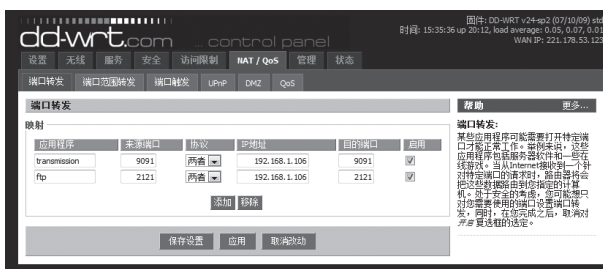 dd-wrt.com ... control panel
固件: DD-WRT v24-sp2 (07/10/09) std
时间: 15:35:36 up 20:12, load average: 0.05, 0.07, 0.01
WAN IP: 221.178.53.123
设置 无线 服务 安全 访问限制 NAT / QoS 管理 状态
端口转发 端口范围转发 端口触发 UPnP DMZ QoS
端口转发
映射
应用程序 来源端口 协议 IP地址 目的端口 启用
transmission 9091 两者 192.168.1.106 9091
ftp 2121 两者 192.168.1.106 2121
添加 移除
保存设置 应用 取消改动
帮助 更多...
端口转发:
某些应用程序可能需要打开特定端
口才能正常工作。举例来说，这些
应用程序包括服务器软件和一些在
线游戏。当从Internet接收到一个针
对特定端口的请求时，路由器将会
把这些数据路由到您指定的计算
机。处于安全的考虑，您可能想只
对您需要使用的端口设置端口转
发，同时，在您完成之后，取消对
开启 复选框的选定。